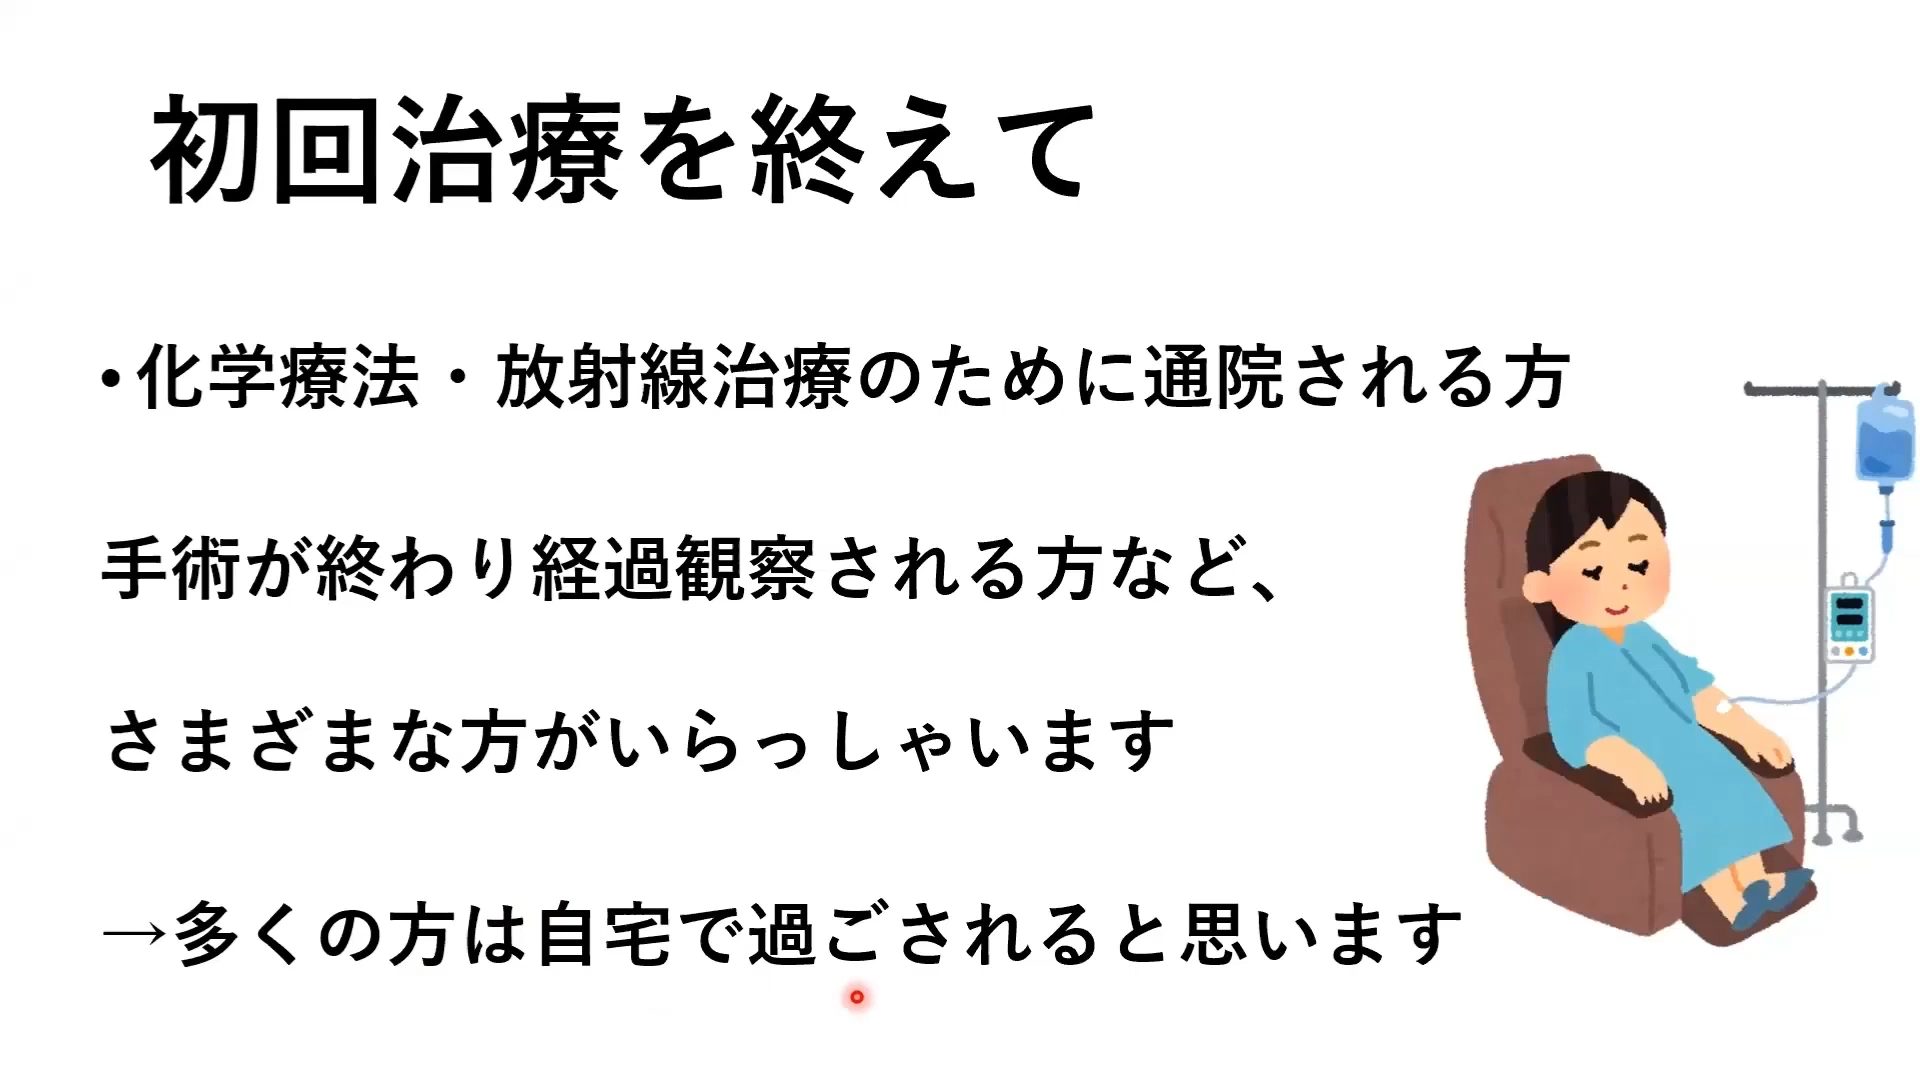 初回治療を終えて
•化学療法・放射線治療のために通院される方
手術が終わり経過観察される方など、
さまざまな方がいらっしゃいます
→多くの方は自宅で過ごされると思います